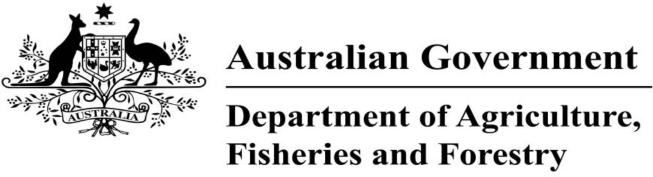 AUSTRALIA
Australian Government
Department of Agriculture,
Fisheries and Forestry